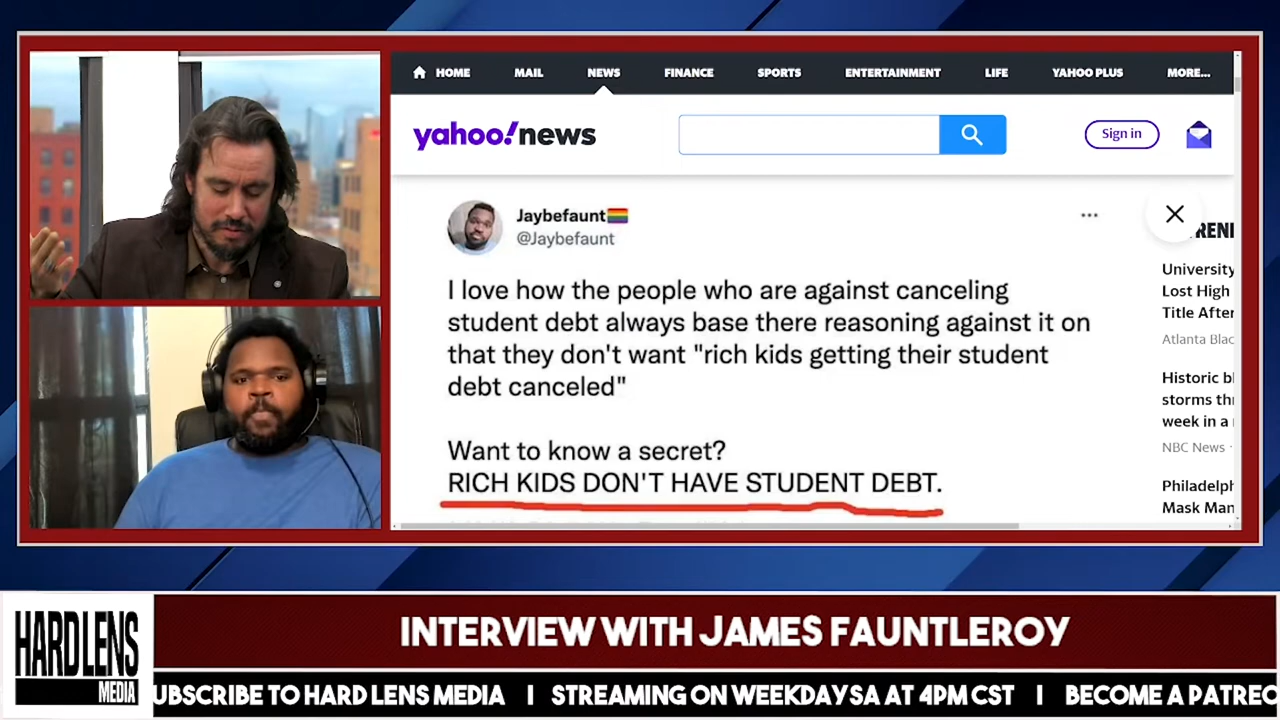 HOME MAIL NEWS FINANCE SPORTS ENTERTAINMENT LIFE YAHOO PLUS MORE...
yahoo!news
Sign in
Jaybefaunt
@Jaybefaunt
I love how the people who are against canceling
student debt always base there reasoning against it on
that they don't want "rich kids getting their student
debt canceled"
Want to know a secret?
RICH KIDS DON'T HAVE STUDENT DEBT.
University
Lost High
Title After
Atlanta Blac
Historic bl
storms thr
week in a
NBC News
Philadelph
Mask Man
INTERVIEW WITH JAMES FAUNTLEROY
HARD LENS
MEDIA
UBSCRIBE TO HARD LENS MEDIA I STREAMING ON WEEKDAYSA AT 4PM CST I BECOME A PATREO